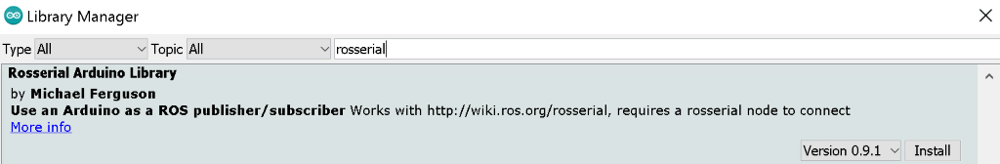 Library Manager
Type All Topic All rosserial
Rosserial Arduino Library
by Michael Ferguson
Use an Arduino as a ROS publisher/subscriber Works with http://wiki.ros.org/rosserial, requires a rosserial node to connect
More info
Version 0.9.1 Install